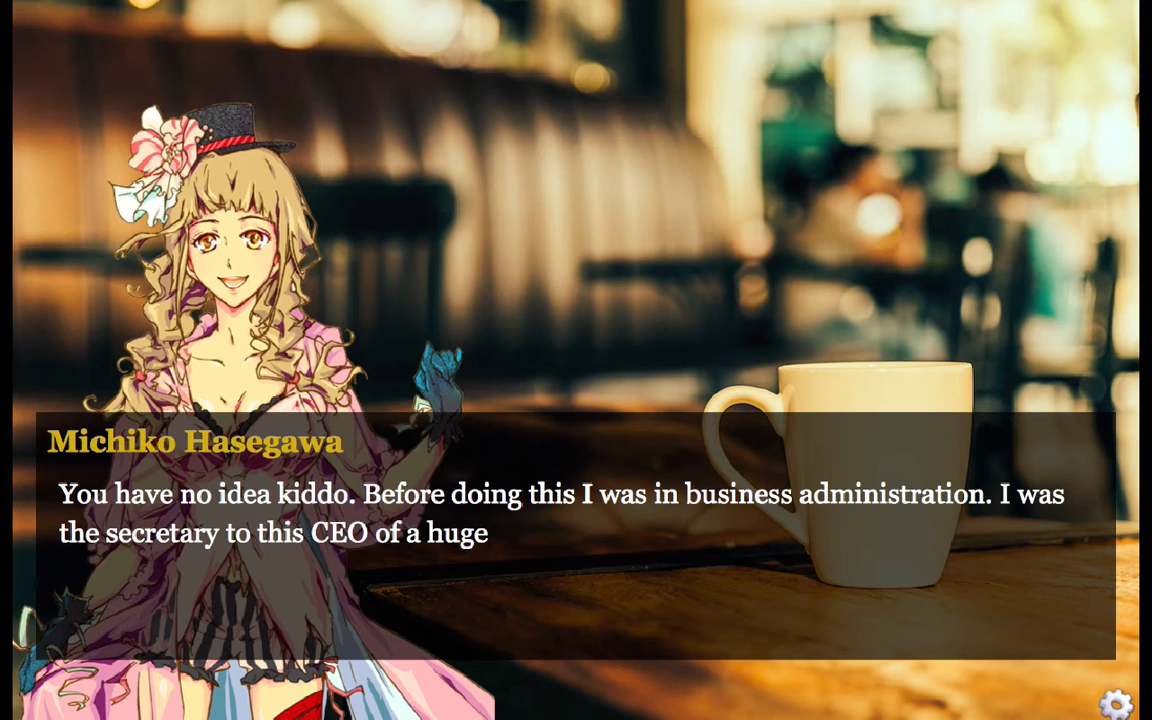 Michiko Hasegawa
You have no idea kiddo. Before doing this I was in business administration. I was
the secretary to this CEO of a huge